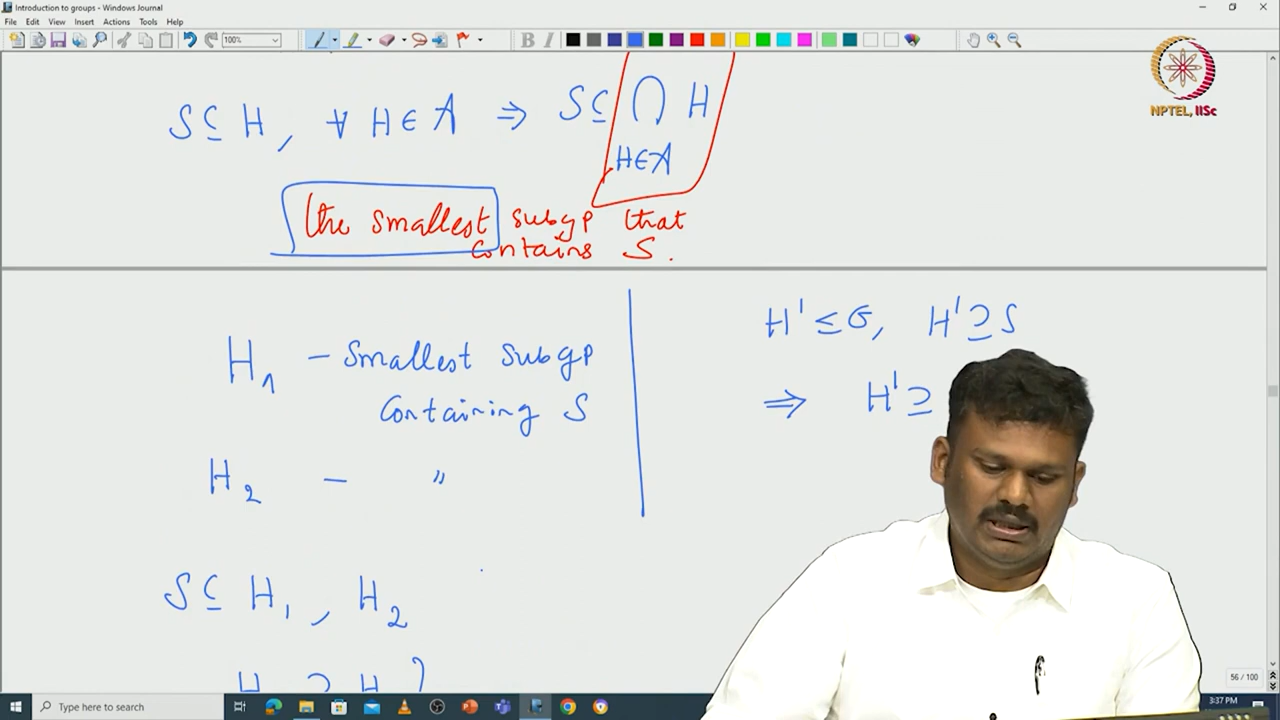 Introduction to groups - Windows Journal
File Edit View Insert Actions Tools Help
100%
B I
NPTEL, IISc
S ⊆ H, ∀ H ∈ A ⇒ S ⊆ ⋂ H
H∈A
the smallest subgp that
contains S.
H₁ – Smallest subgp
Containing S
H₂ – "
H' ≤ G, H' ⊇ S
⇒ H' ⊇
S ⊆ H₁, H₂
H ⊇ H
56 / 100
Type here to search
3:37 PM